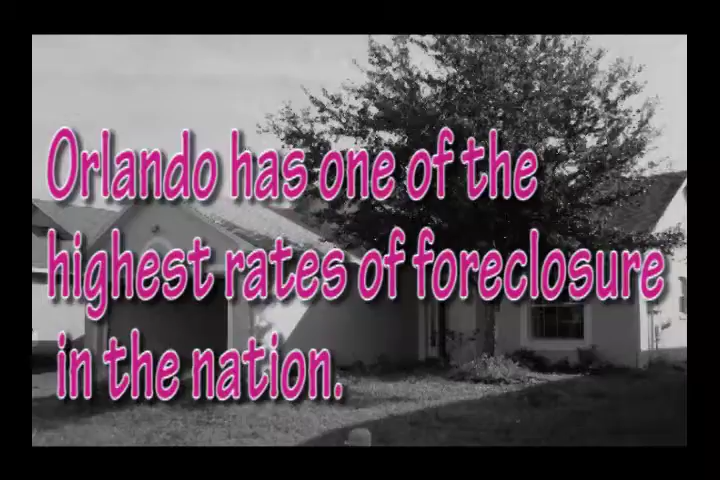 Orlando has one of the
highest rates of foreclosure
in the nation.